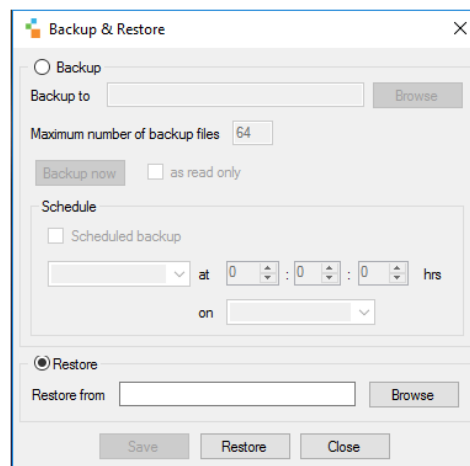 Backup & Restore
Backup
Backup to Browse
Maximum number of backup files 64
Backup now as read only
Schedule
Scheduled backup
at 0 : 0 : 0 hrs
on
Restore
Restore from Browse
Save Restore Close